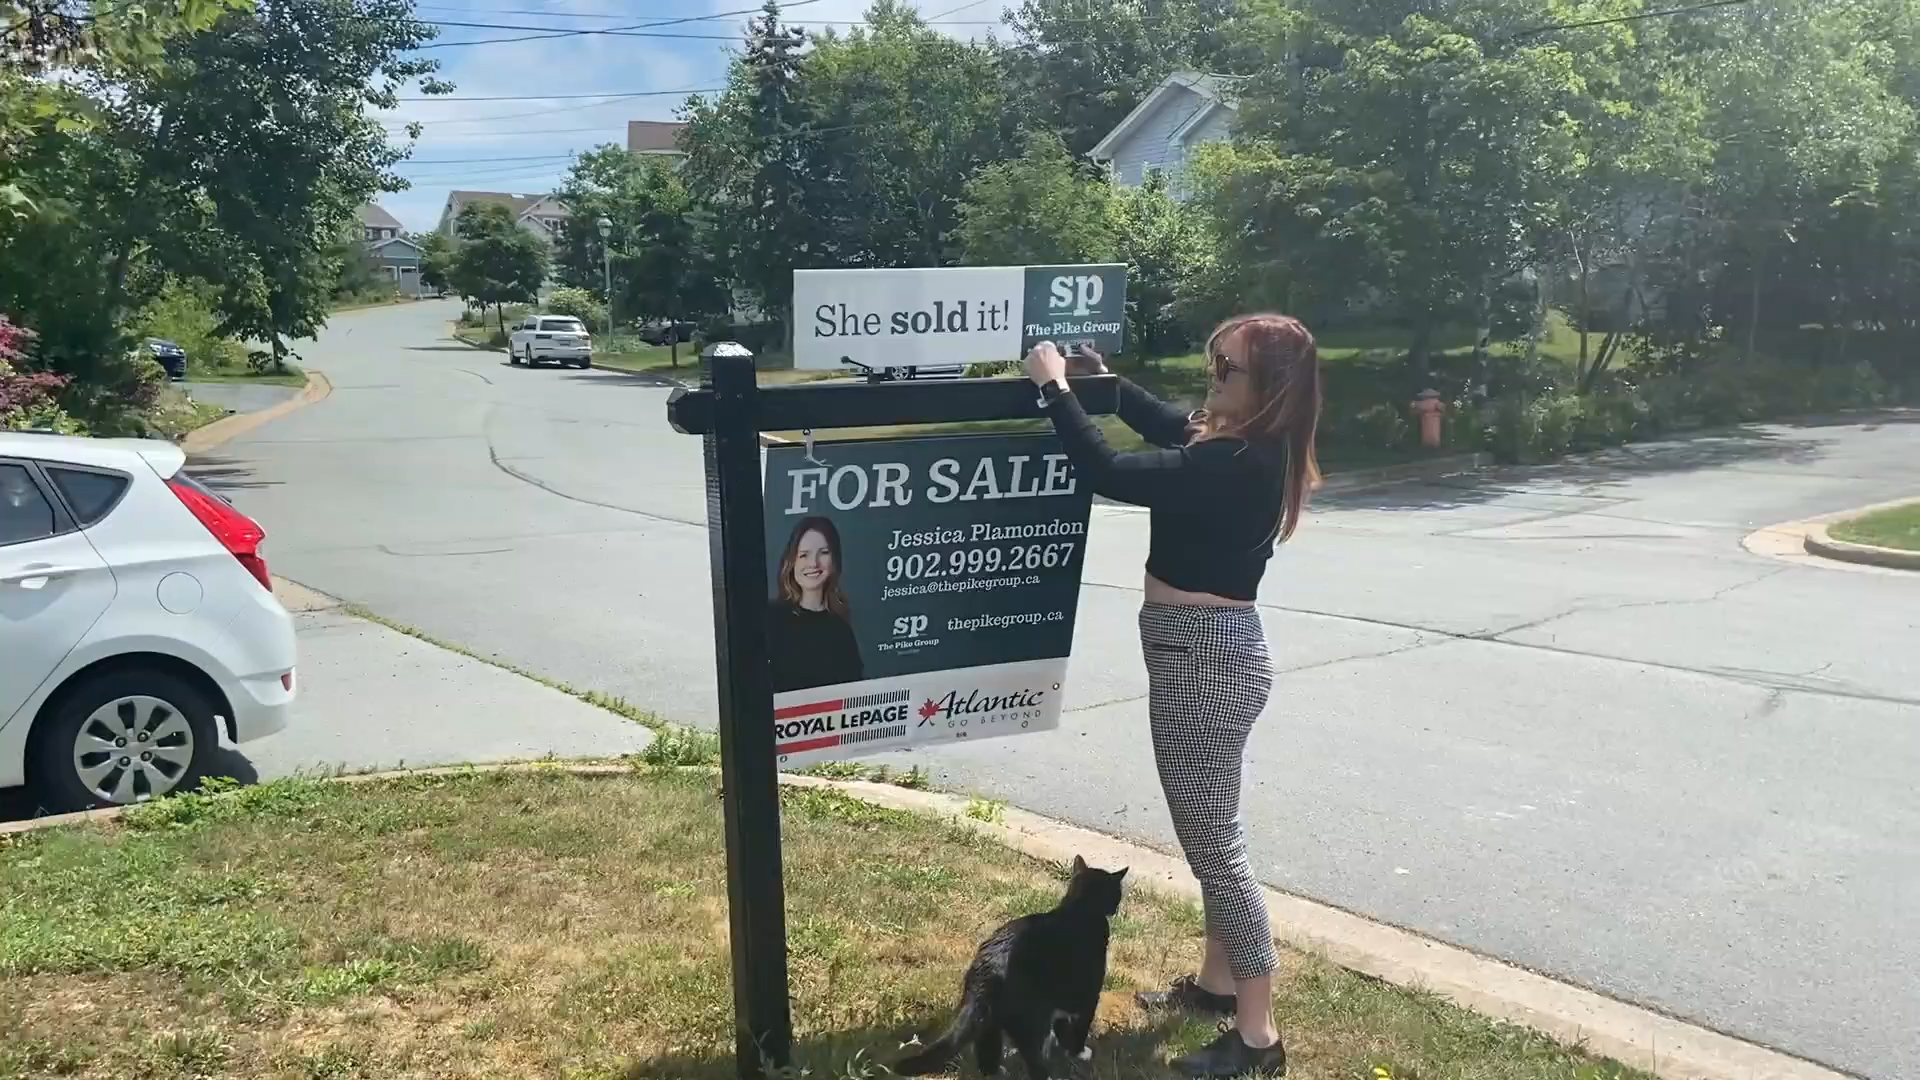 She sold it!
sp
The Pike Group
FOR SALE
Jessica Plamondon
902.999.2667
jessica@thepikegroup.ca
sp
The Pike Group
thepikegroup.ca
ROYAL LEPAGE
Atlantic
GO BEYOND